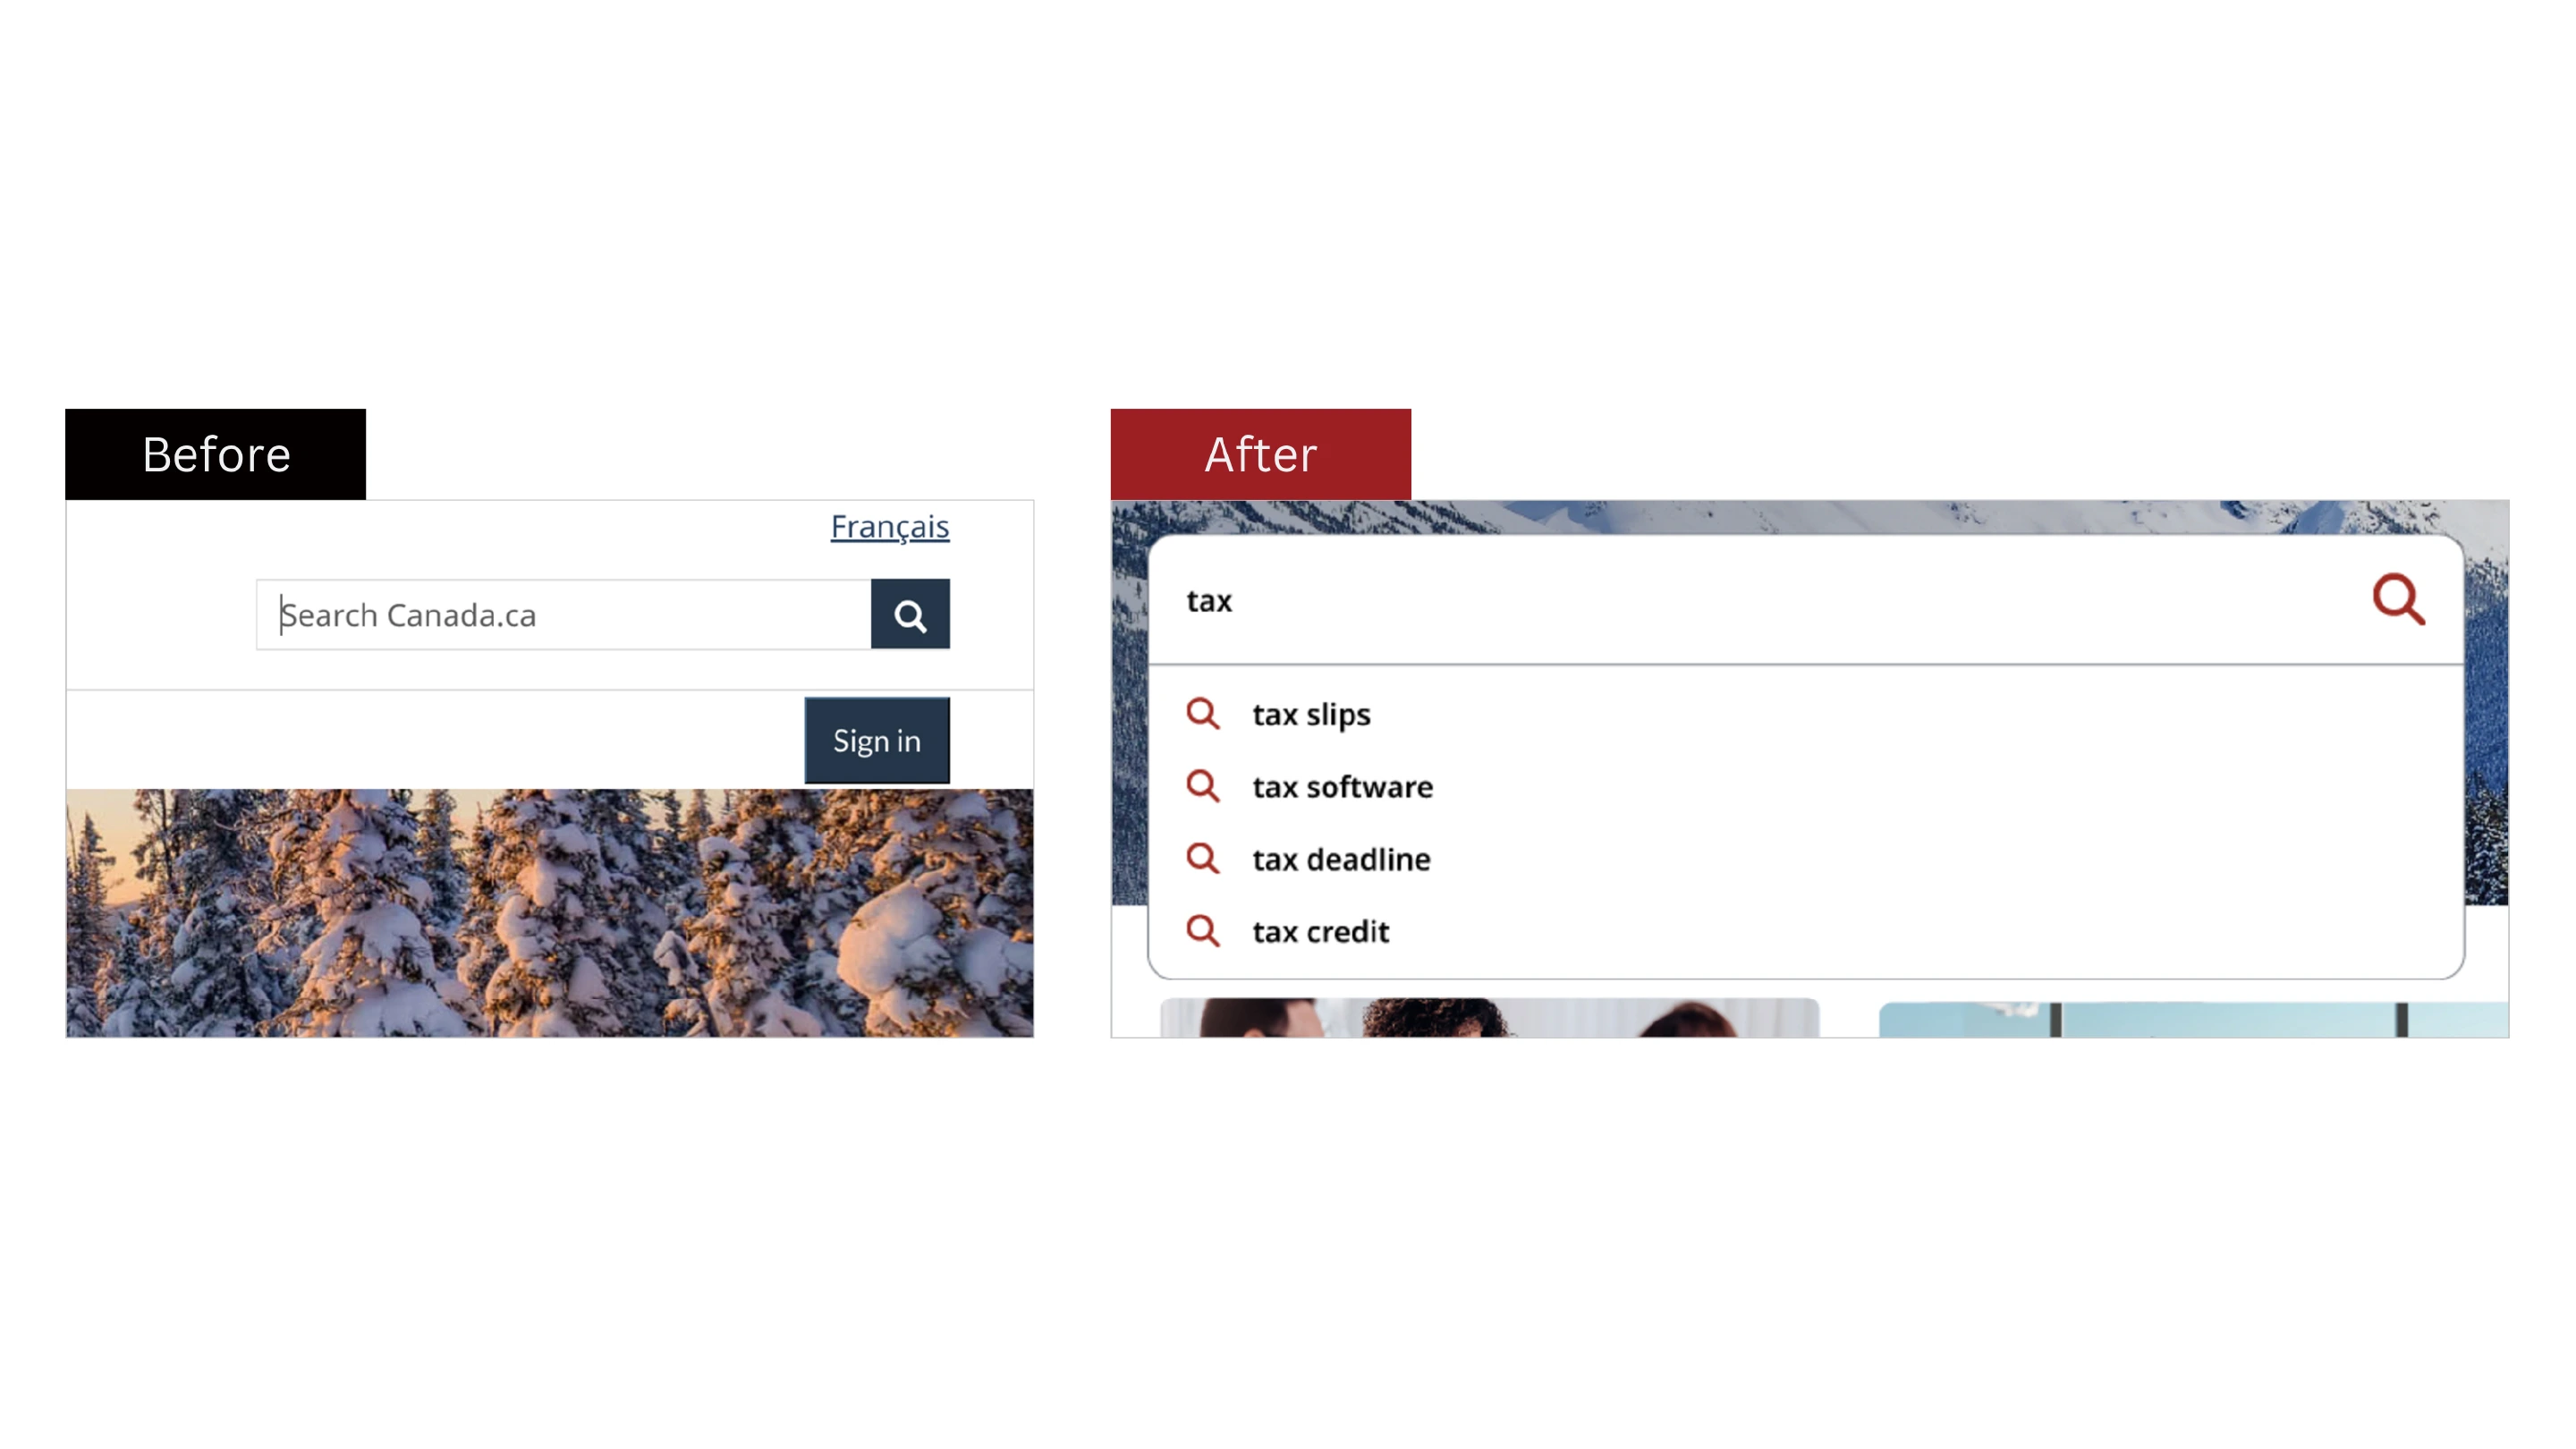 Before
Français
Search Canada.ca
Sign in
After
tax
tax slips
tax software
tax deadline
tax credit